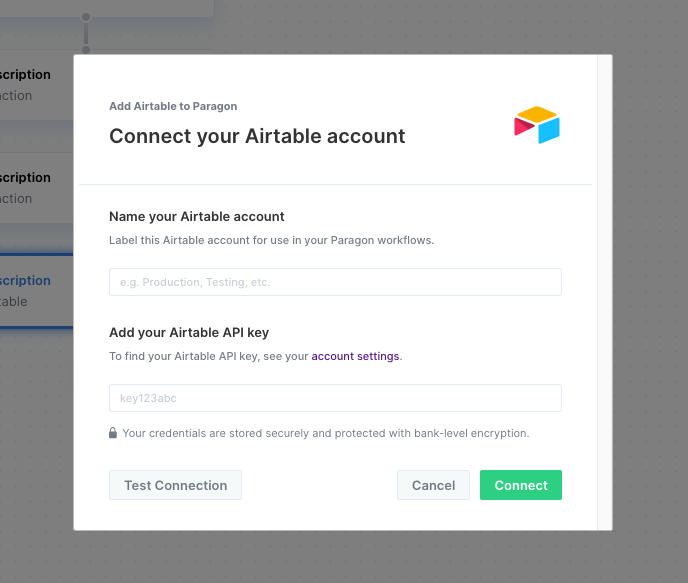 scription
nction
scription
nction
scription
table
Add Airtable to Paragon
Connect your Airtable account
Name your Airtable account
Label this Airtable account for use in your Paragon workflows.
e.g. Production, Testing, etc.
Add your Airtable API key
To find your Airtable API key, see your account settings.
key123abc
Your credentials are stored securely and protected with bank-level encryption.
Test Connection
Cancel
Connect